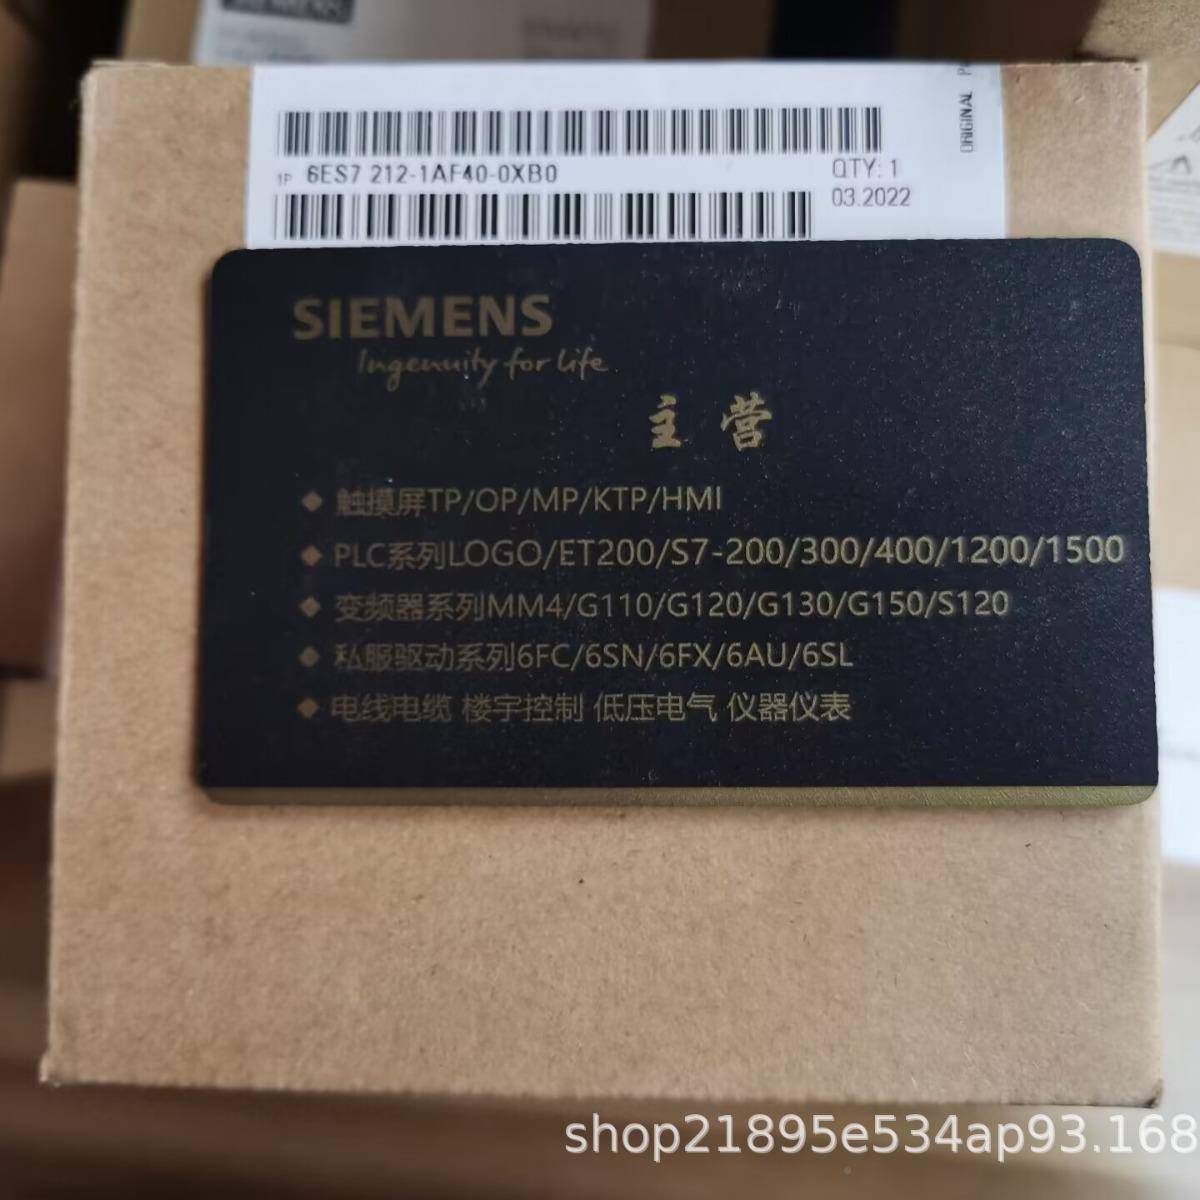 SIEMENS
ORIGINAL
1P 6ES7 212-1AF40-0XB0
QTY: 1
03.2022
SIEMENS
Ingenuity for life
主营
◆ 触摸屏TP/OP/MP/KTP/HMI
◆ PLC系列LOGO/ET200/S7-200/300/400/1200/1500
◆ 变频器系列MM4/G110/G120/G130/G150/S120
◆ 私服驱动系列6FC/6SN/6FX/6AU/6SL
◆ 电线电缆 楼宇控制 低压电气 仪器仪表
shop21895e534ap93.168